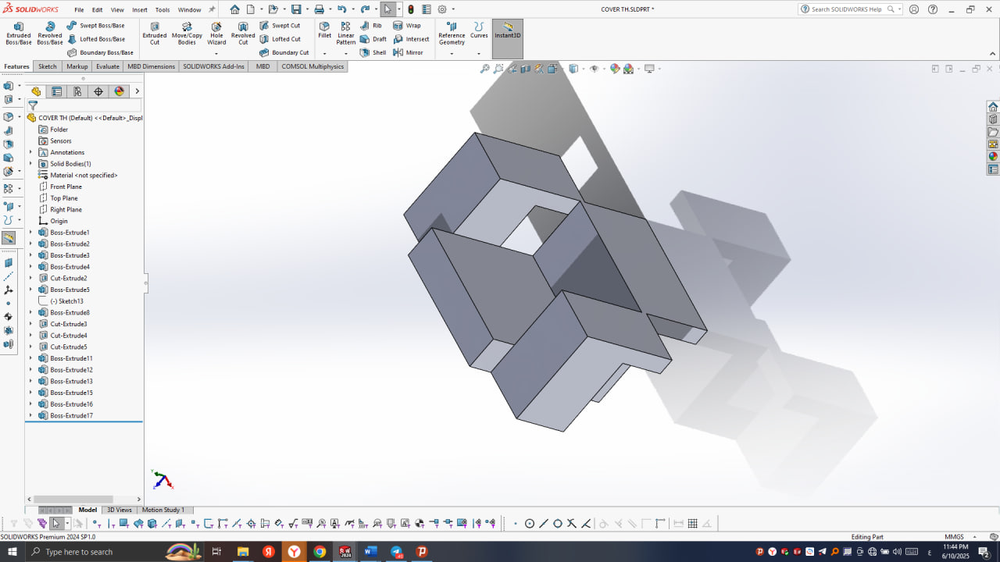 SOLIDWORKS File Edit View Insert Tools Window COVER TH.SLDPRT * Search SOLIDWORKS Help
Extruded Boss/Base Revolved Boss/Base Swept Boss/Base Lofted Boss/Base Boundary Boss/Base Extruded Cut Move/Copy Bodies Hole Wizard Revolved Cut Swept Cut Lofted Cut Boundary Cut Fillet Linear Pattern Rib Draft Shell Wrap Intersect Mirror Reference Geometry Curves Instant3D
Features Sketch Markup Evaluate MBD Dimensions SOLIDWORKS Add-Ins MBD COMSOL Multiphysics
COVER TH (Default) <<Default>_Displ
Folder
Sensors
Annotations
Solid Bodies(1)
Material <not specified>
Front Plane
Top Plane
Right Plane
Origin
Boss-Extrude1
Boss-Extrude2
Boss-Extrude3
Boss-Extrude4
Cut-Extrude2
Boss-Extrude5
(-) Sketch13
Boss-Extrude8
Cut-Extrude3
Cut-Extrude4
Cut-Extrude5
Boss-Extrude11
Boss-Extrude12
Boss-Extrude13
Boss-Extrude15
Boss-Extrude16
Boss-Extrude17
Model 3D Views Motion Study 1
SOLIDWORKS Premium 2024 SP1.0 Editing Part MMGS
Type here to search 11:44 PM
6/10/2025